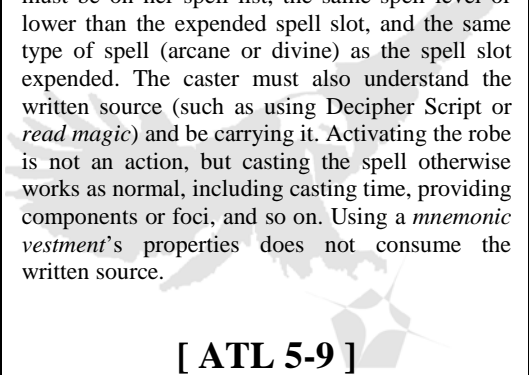 must be on her spell list, the same spell level or
lower than the expended spell slot, and the same
type of spell (arcane or divine) as the spell slot
expended. The caster must also understand the
written source (such as using Decipher Script or
read magic) and be carrying it. Activating the robe
is not an action, but casting the spell otherwise
works as normal, including casting time, providing
components or foci, and so on. Using a mnemonic
vestment's properties does not consume the
written source.
[ ATL 5-9 ]